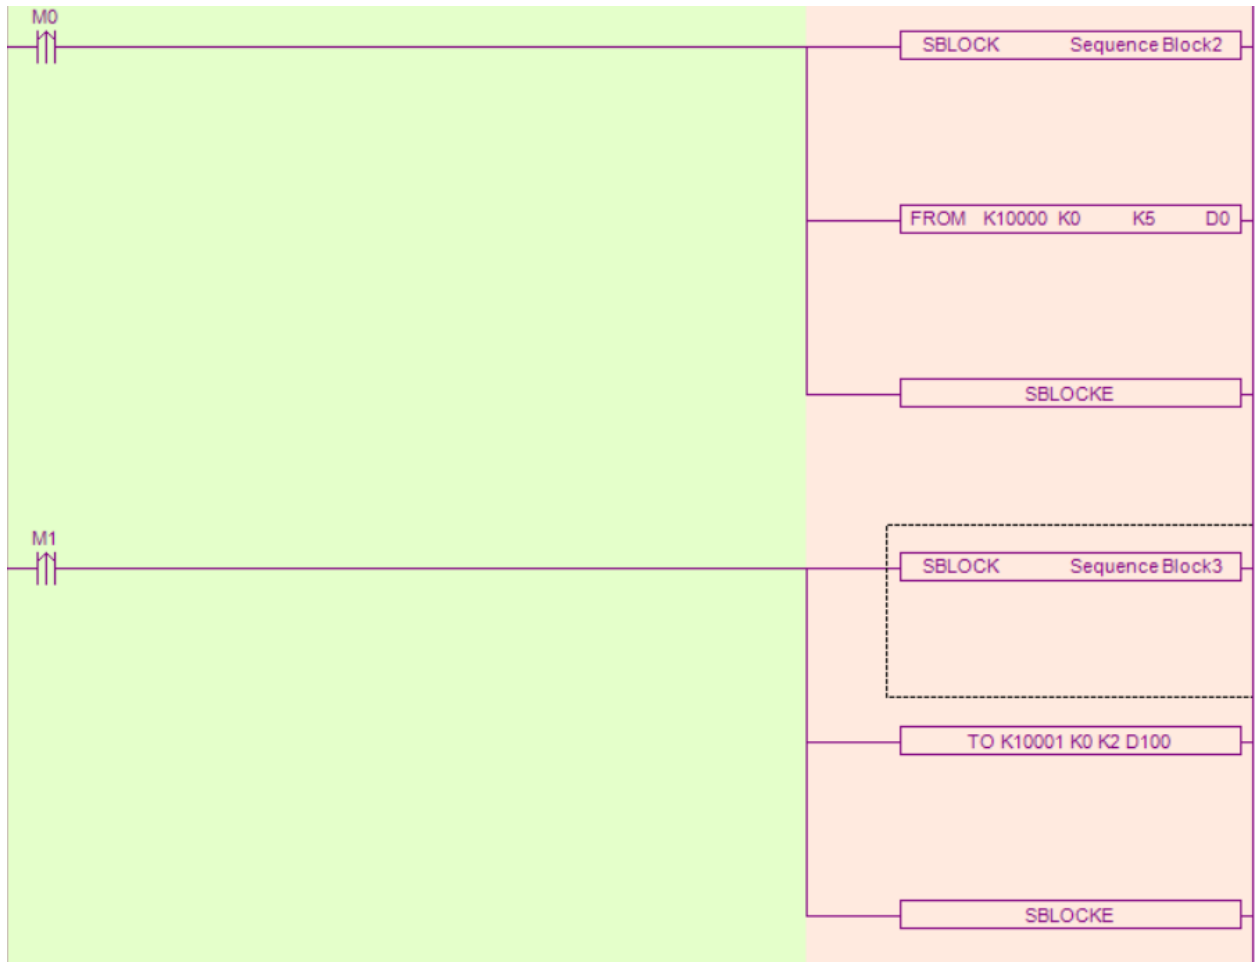 M0
SBLOCK Sequence Block2
FROM K10000 K0 K5 D0
SBLOCKE
M1
SBLOCK Sequence Block3
TO K10001 K0 K2 D100
SBLOCKE